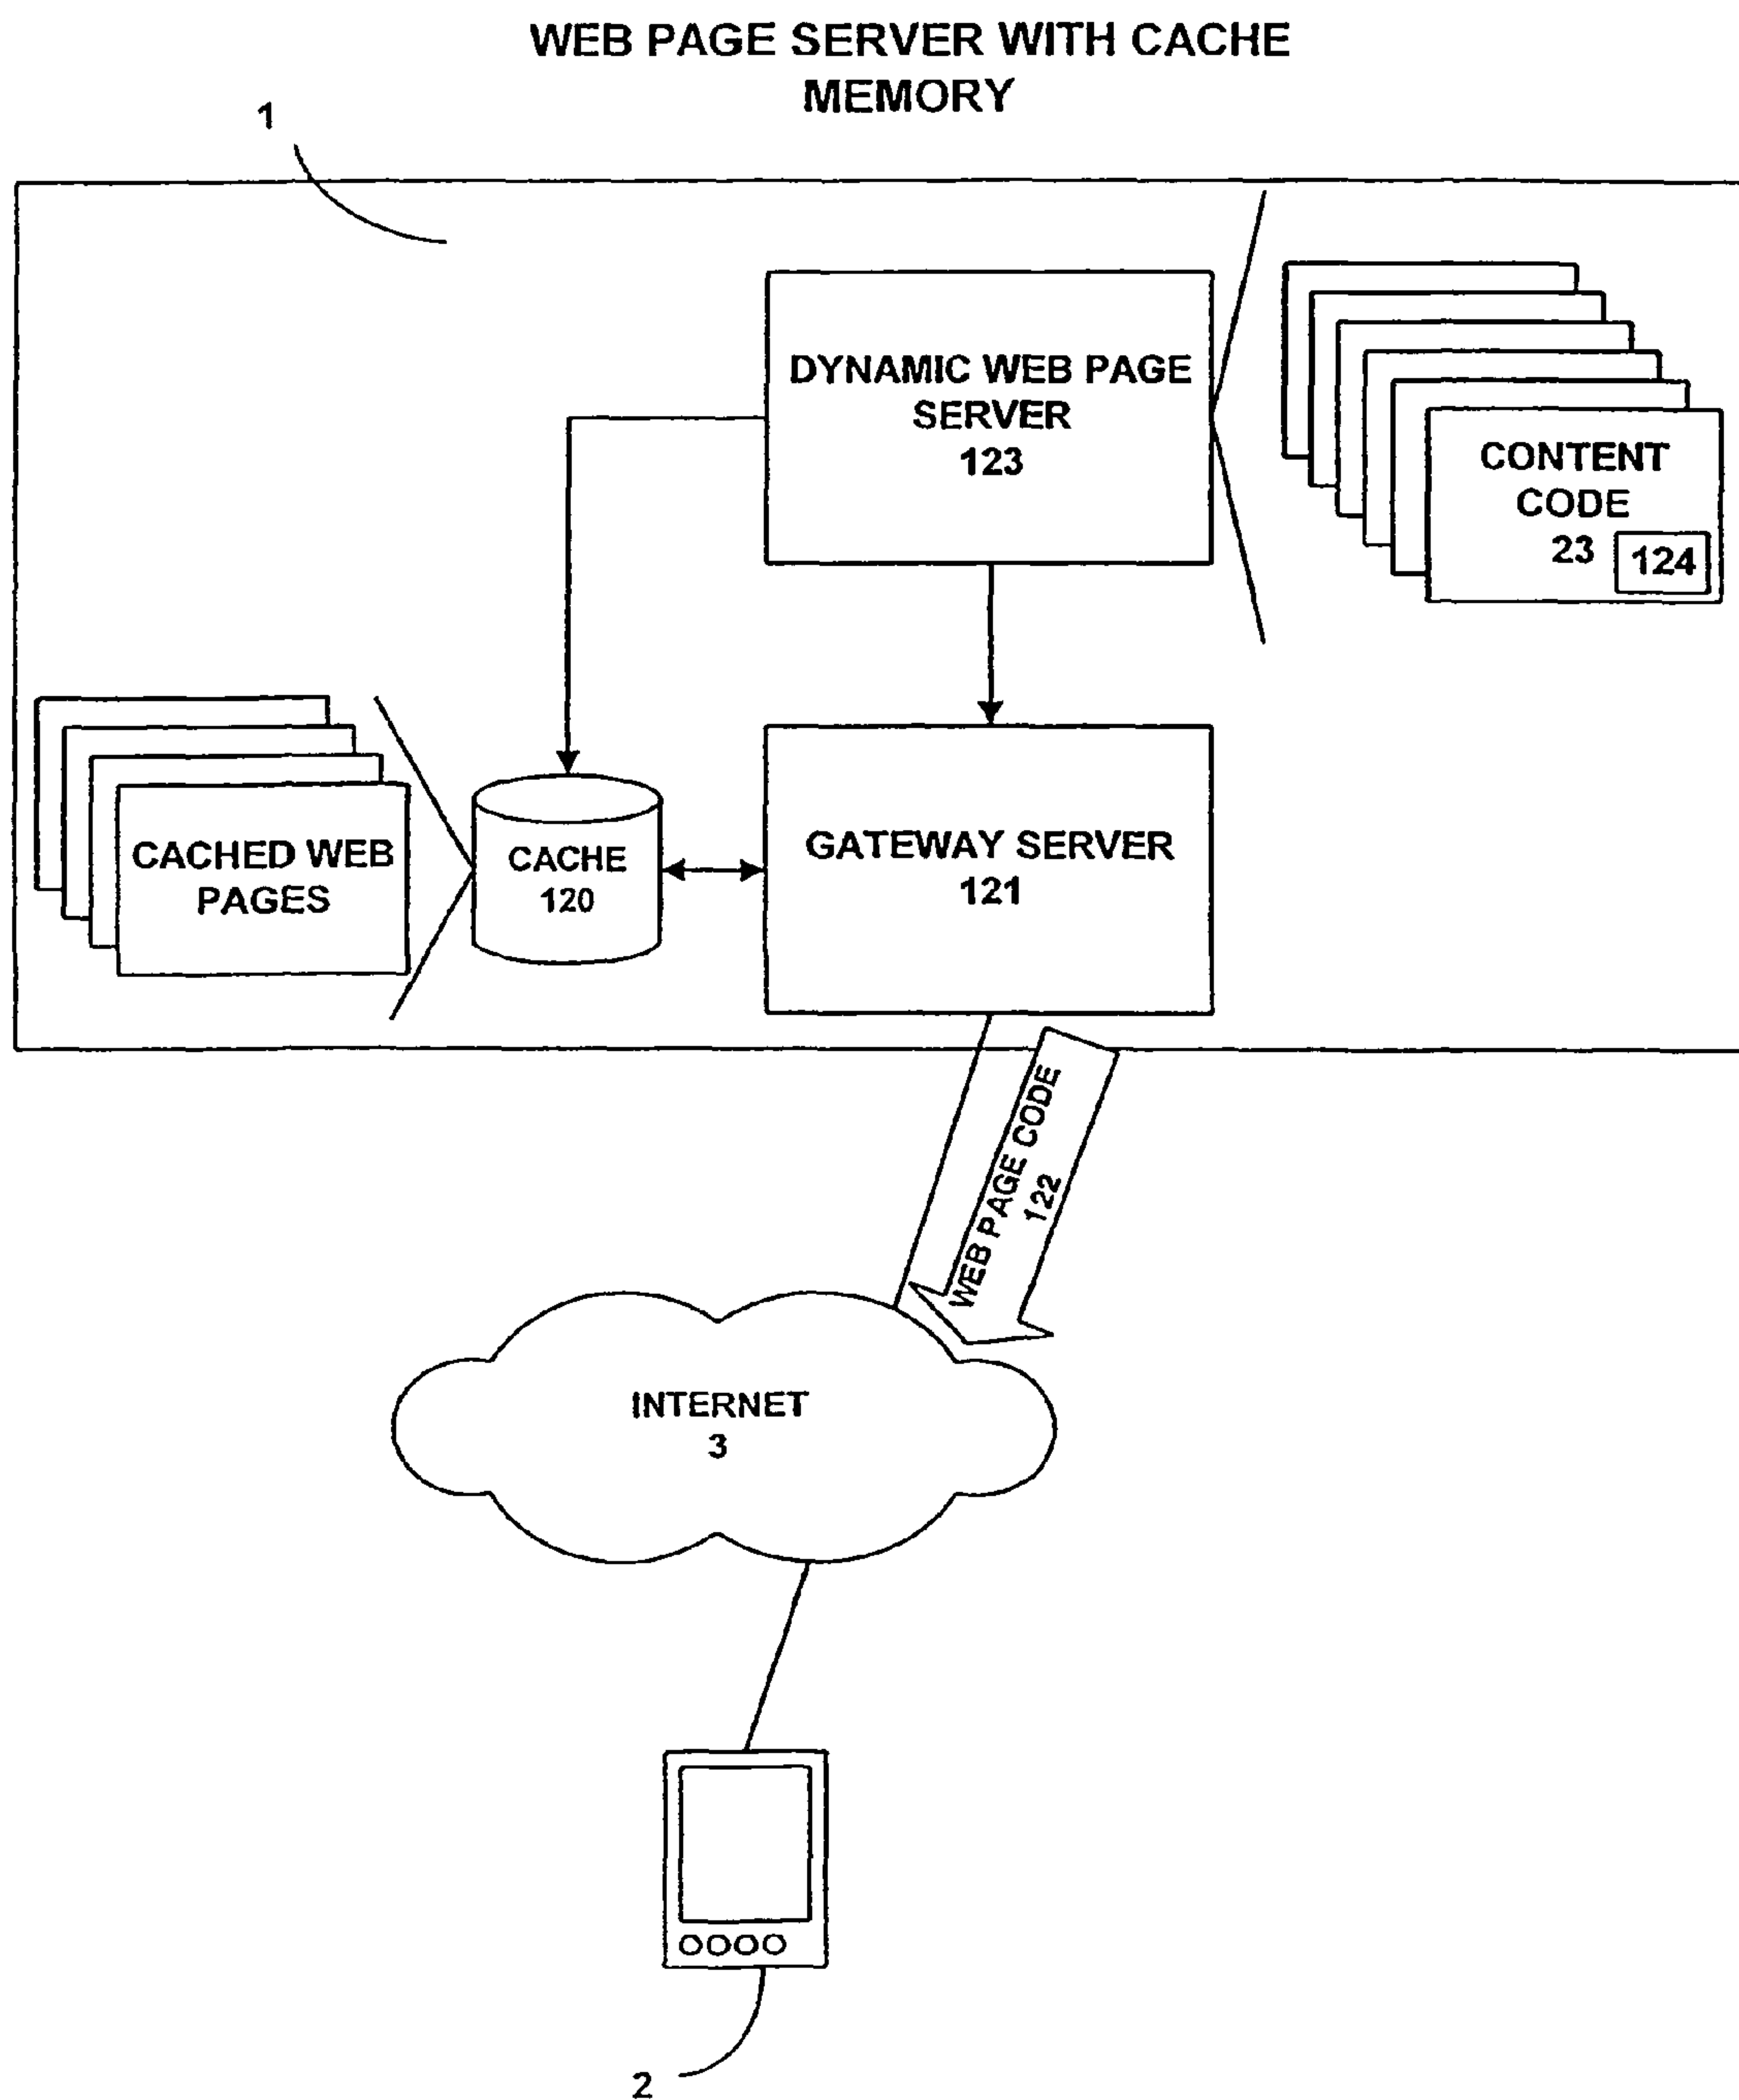 WEB PAGE SERVER WITH CACHE
MEMORY
1
DYNAMIC WEB PAGE
SERVER
123
CONTENT
CODE
23
124
CACHED WEB
PAGES
CACHE
120
GATEWAY SERVER
121
WEB PAGE CODE
122
INTERNET
3
2